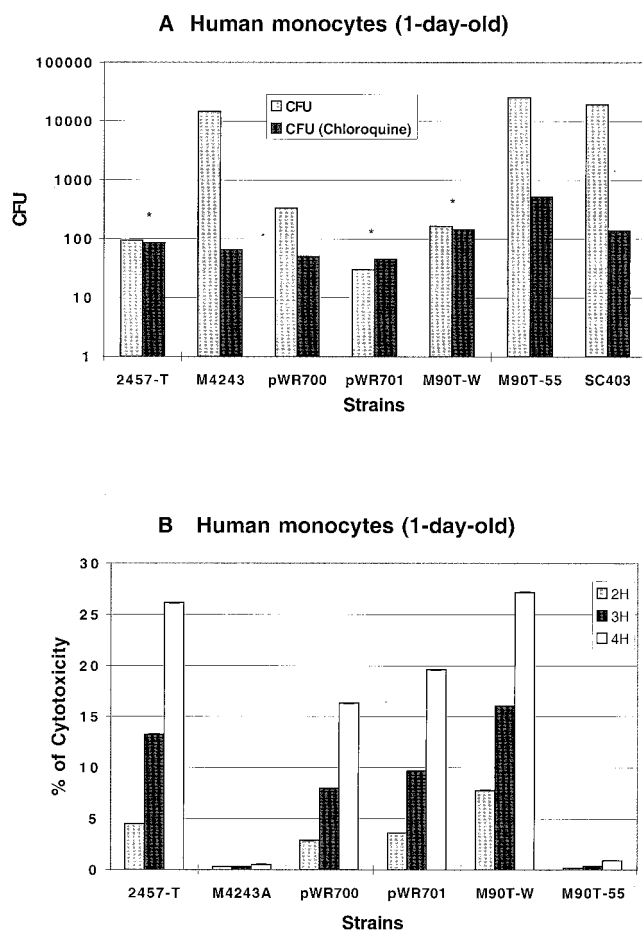 A Human monocytes (1-day-old)
100000
10000
1000
100
10
1
CFU
CFU
CFU (Chloroquine)
*
*
*
2457-T M4243 pWR700 pWR701 M90T-W M90T-55 SC403
Strains
B Human monocytes (1-day-old)
30
25
20
15
10
5
0
% of Cytotoxicity
2H
3H
4H
2457-T M4243A pWR700 pWR701 M90T-W M90T-55
Strains